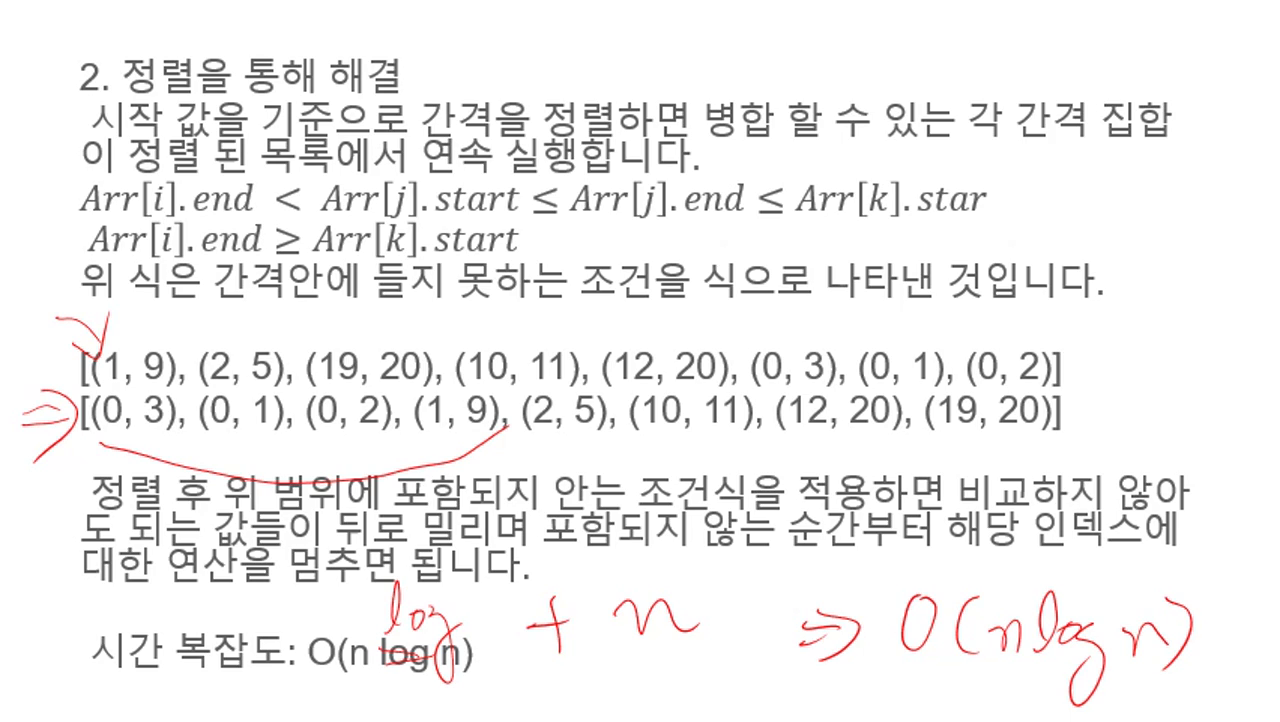 2. 정렬을 통해 해결
시작 값을 기준으로 간격을 정렬하면 병합 할 수 있는 각 간격 집합
이 정렬 된 목록에서 연속 실행합니다.
Arr[i].end < Arr[j].start ≤ Arr[j].end ≤ Arr[k].star
Arr[i].end ≥ Arr[k].start
위 식은 간격안에 들지 못하는 조건을 식으로 나타낸 것입니다.
[(1, 9), (2, 5), (19, 20), (10, 11), (12, 20), (0, 3), (0, 1), (0, 2)]
⇒ [(0, 3), (0, 1), (0, 2), (1, 9), (2, 5), (10, 11), (12, 20), (19, 20)]
정렬 후 위 범위에 포함되지 안는 조건식을 적용하면 비교하지 않아
도 되는 값들이 뒤로 밀리며 포함되지 않는 순간부터 해당 인덱스에
대한 연산을 멈추면 됩니다.
log + n ⇒ O(n log n)
시간 복잡도: O(n log n)